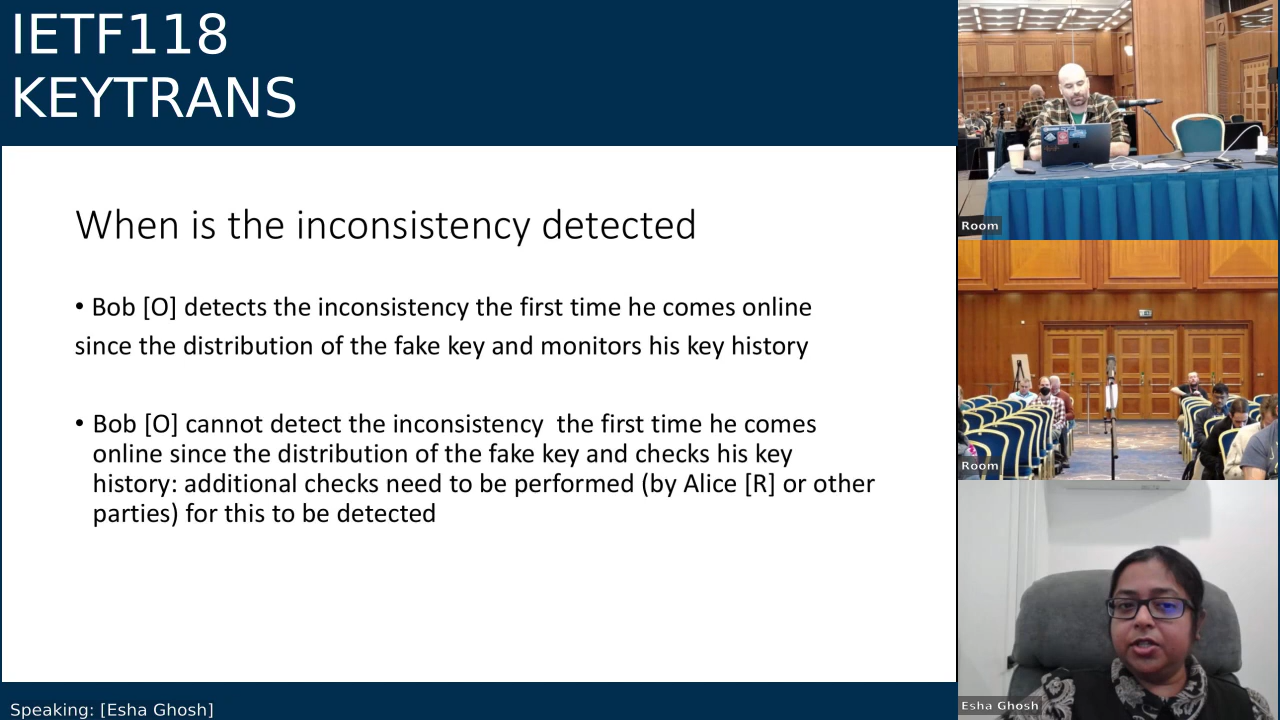 IETF118
KEYTRANS
When is the inconsistency detected
• Bob [O] detects the inconsistency the first time he comes online
since the distribution of the fake key and monitors his key history
• Bob [O] cannot detect the inconsistency  the first time he comes
online since the distribution of the fake key and checks his key
history: additional checks need to be performed (by Alice [R] or other
parties) for this to be detected
Speaking: [Esha Ghosh]
Room
Room
Esha Ghosh